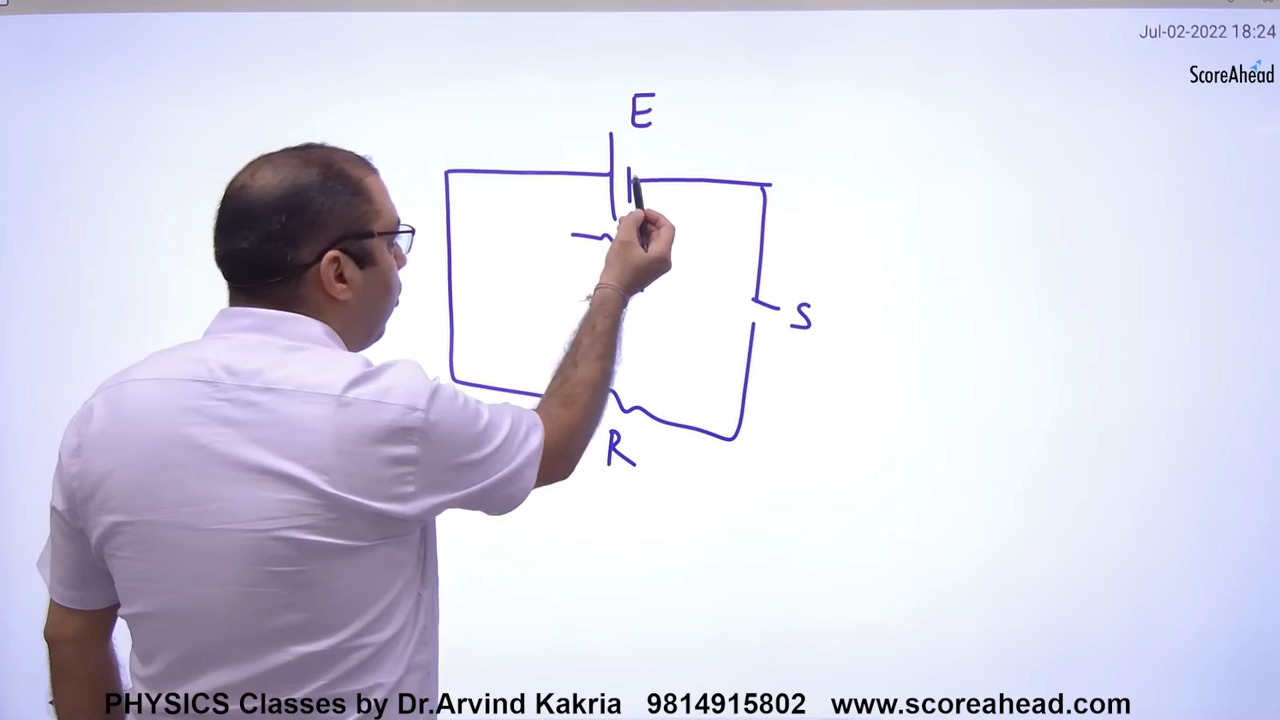 Jul-02-2022 18:24
ScoreAhead
E
S
R
PHYSICS Classes by Dr.Arvind Kakria 9814915802 www.scoreahead.com